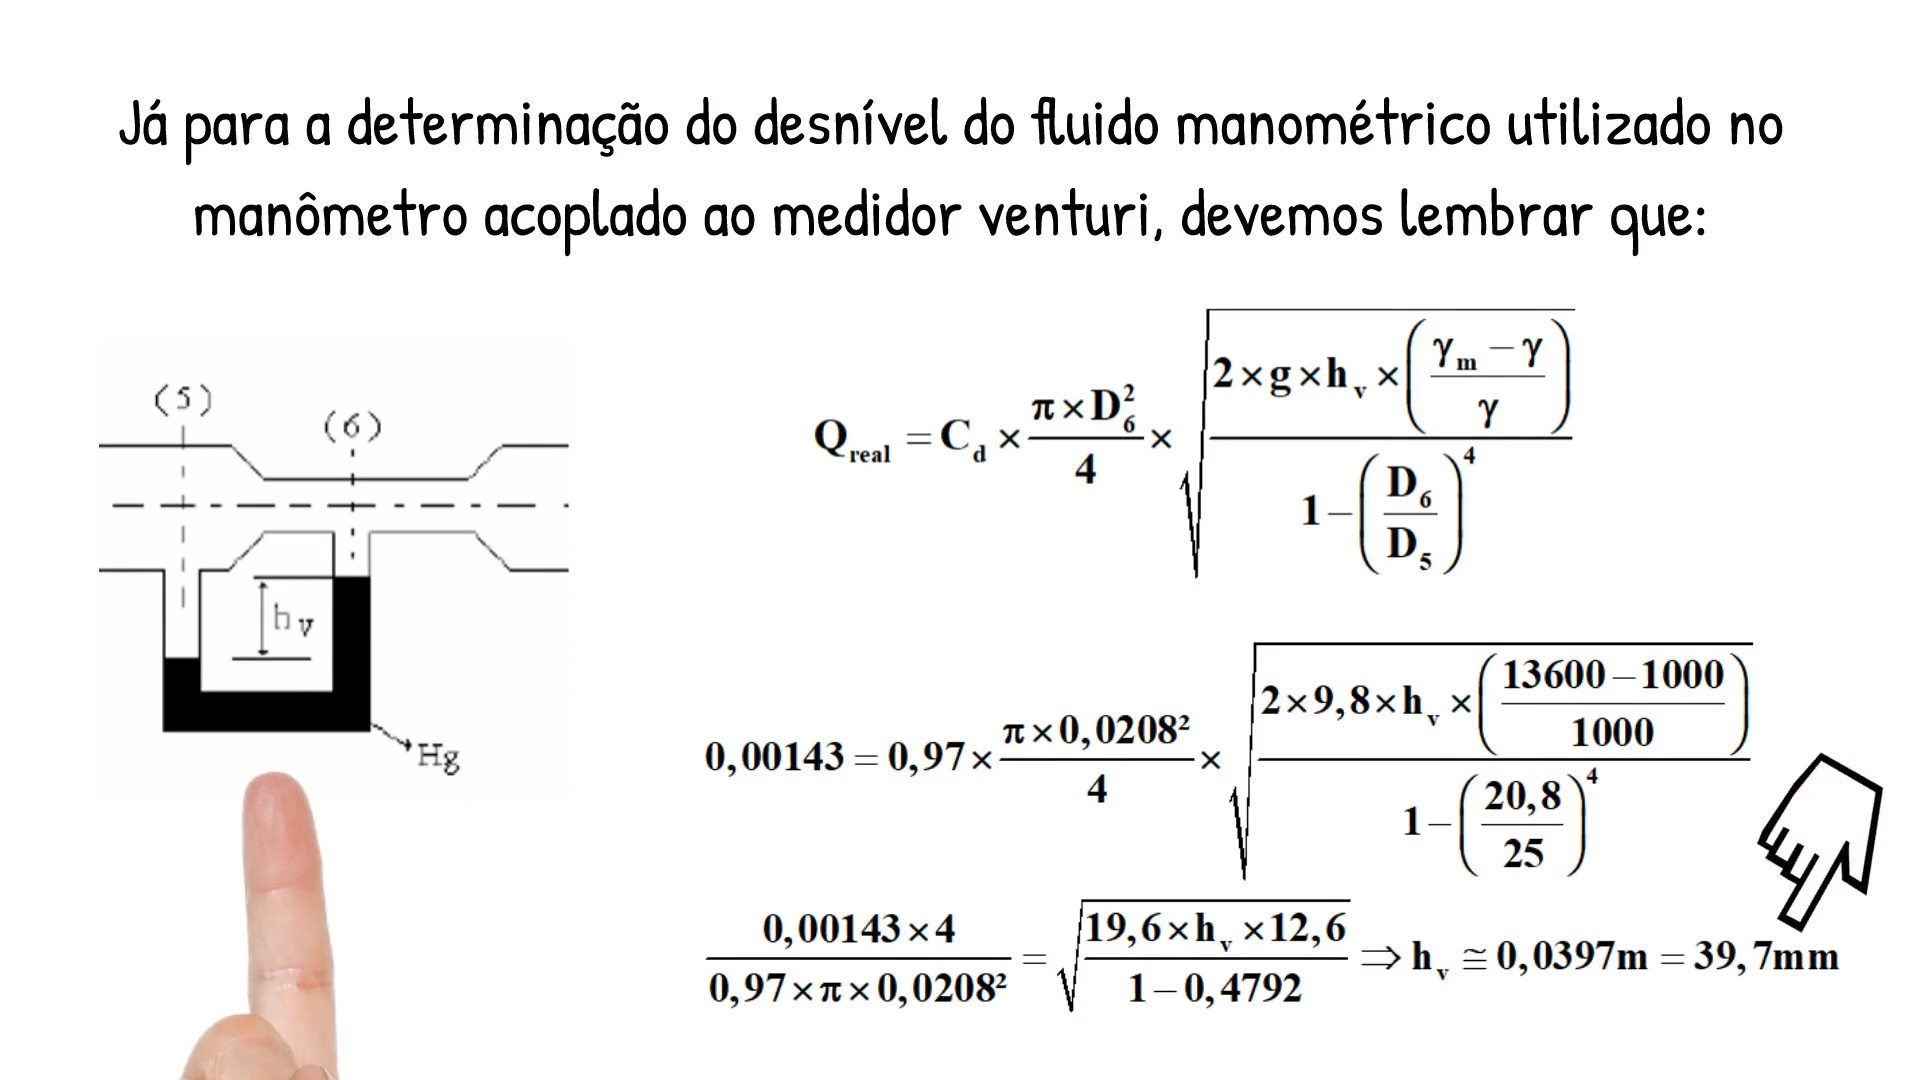 Já para a determinação do desnível do fluido manométrico utilizado no
manômetro acoplado ao medidor venturi, devemos lembrar que:
(5)
(6)
h_v
Hg
Q_real = C_d × (π × D_6^2)/4 × √((2 × g × h_v × ((γ_m − γ)/γ))/(1 − (D_6/D_5)^4))
0,00143 = 0,97 × (π × 0,0208²)/4 × √((2 × 9,8 × h_v × ((13600 − 1000)/1000))/(1 − (20,8/25)^4))
(0,00143 × 4)/(0,97 × π × 0,0208²) = √((19,6 × h_v × 12,6)/(1 − 0,4792)) ⇒ h_v ≅ 0,0397m = 39,7mm